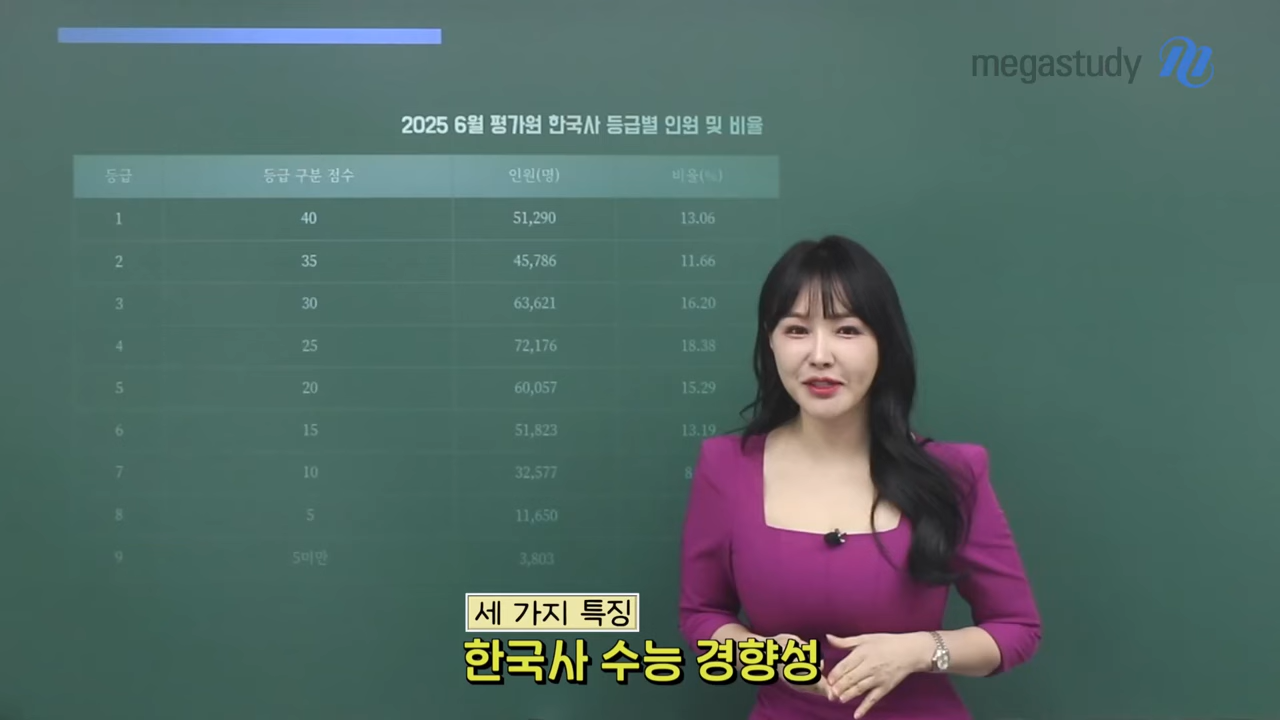 megastudy
2025 6월 평가원 한국사 등급별 인원 및 비율
등급 등급 구분 점수 인원(명) 비율(%)
1 40 51,290 13.06
2 35 45,786 11.66
3 30 63,621 16.20
4 25 72,176 18.38
5 20 60,057 15.29
6 15 51,823 13.19
7 10 32,577 8
8 5 11,650
9 5미만 3,803
세 가지 특징
한국사 수능 경향성